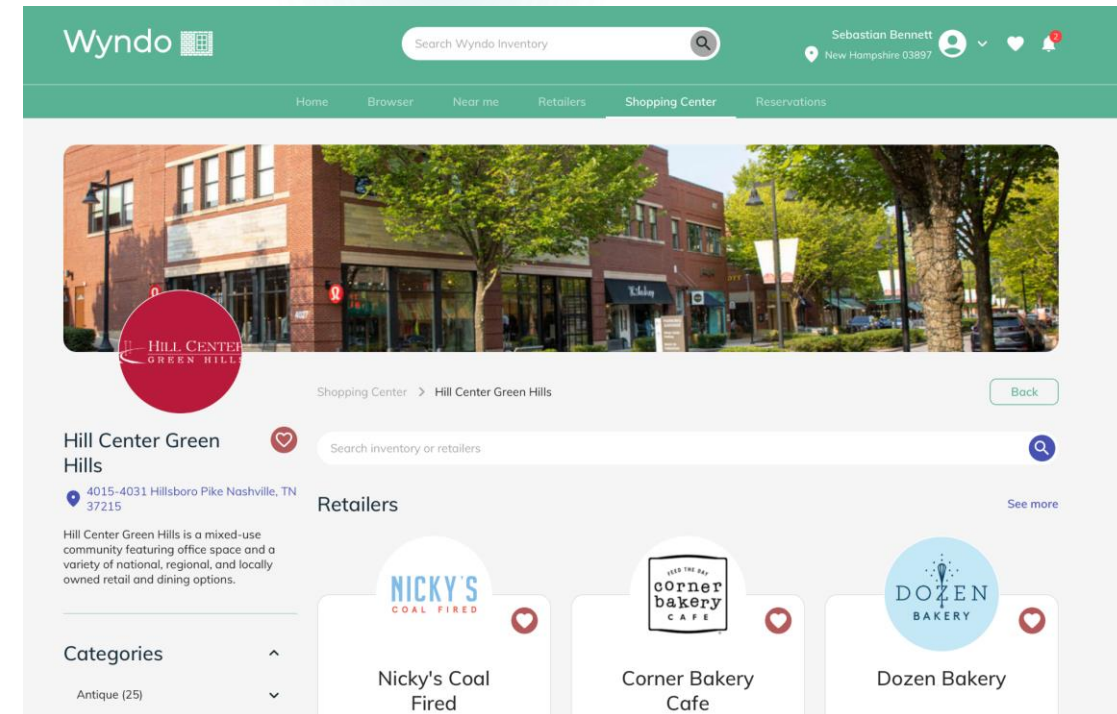 Wyndo
Search Wyndo Inventory
Sebastian Bennett
New Hampshire 03897
2
Home Browser Near me Retailers Shopping Center Reservations
4027
HILL CENTER
GREEN HILLS
Shopping Center > Hill Center Green Hills
Back
Hill Center Green
Hills
Search inventory or retailers
4015-4031 Hillsboro Pike Nashville, TN
37215
Retailers
See more
Hill Center Green Hills is a mixed-use
community featuring office space and a
variety of national, regional, and locally
owned retail and dining options.
NICKY'S
COAL FIRED
FEED THE DAY
corner
bakery
CAFE
DOZEN
BAKERY
Categories
Antique (25)
Nicky's Coal
Fired
Corner Bakery
Cafe
Dozen Bakery